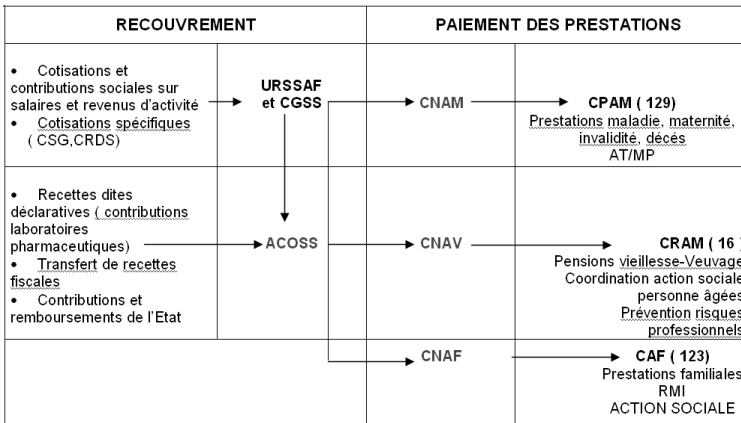 RECOUVREMENT
PAIEMENT DES PRESTATIONS
• Cotisations et
contributions sociales sur
salaires et revenus d'activité
• Cotisations spécifiques
( CSG,CRDS)
URSSAF
et CGSS
CNAM
CPAM ( 129)
Prestations maladie, maternité,
invalidité, décés
AT/MP
• Recettes dites
déclaratives ( contributions
laboratoires
pharmaceutiques)
• Transfert de recettes
fiscales
• Contributions et
remboursements de l'Etat
ACOSS
CNAV
CRAM ( 16 )
Pensions vieillesse-Veuvage
Coordination action sociale
personne âgées
Prévention risques
professionnels
CNAF
CAF ( 123)
Prestations familiales
RMI
ACTION SOCIALE